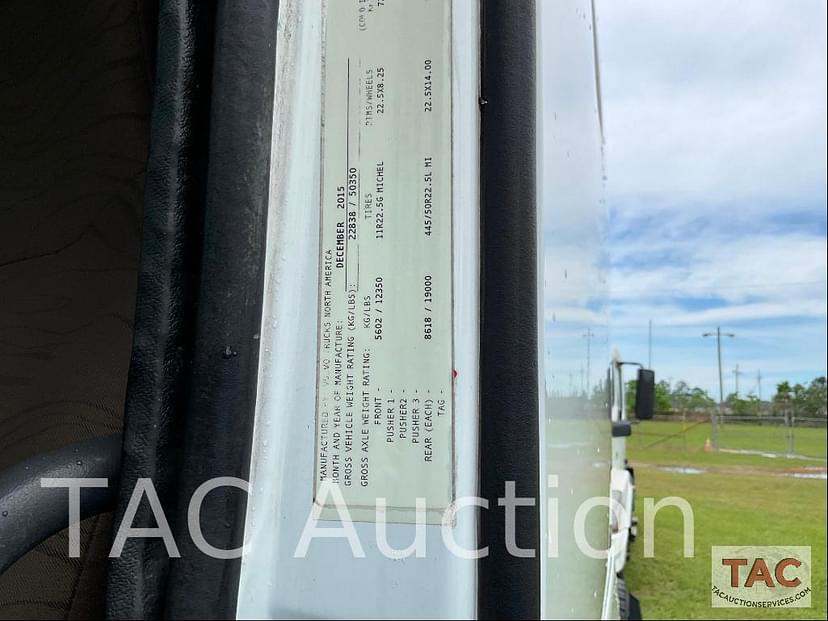 MANUFACTURED BY VOLVO TRUCKS NORTH AMERICA
MONTH AND YEAR OF MANUFACTURE: DECEMBER 2015
GROSS VEHICLE WEIGHT RATING (KG/LBS): 22838 / 50350
GROSS AXLE WEIGHT RATING: KG/LBS TIRES RIMS/WHEELS (COLD
FRONT - 5602 / 12350 11R22.5G MICHEL 22.5X8.25
PUSHER 1 -
PUSHER2 -
PUSHER 3 -
REAR (EACH) - 8618 / 19000 445/50R22.5L MI 22.5X14.00
TAG -
TAC Auction
TAC
TACAUCTIONSERVICES.COM